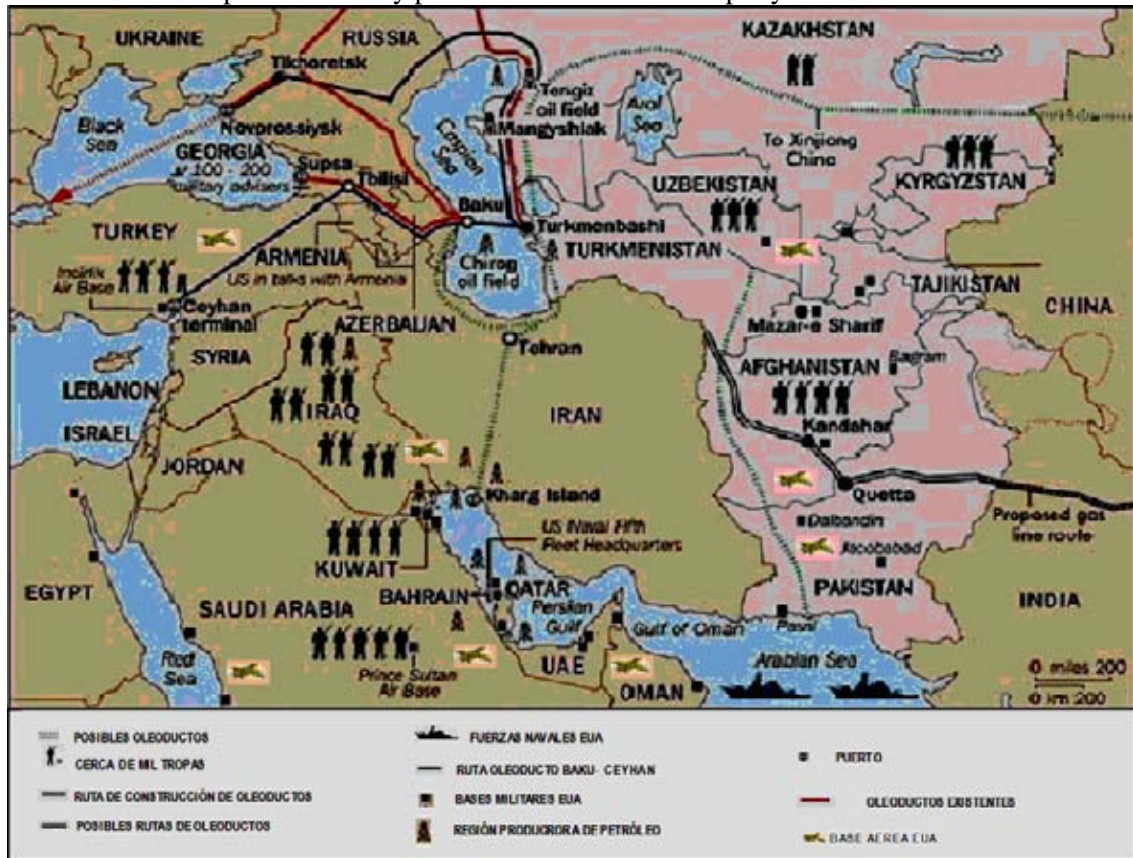 UKRAINE
RUSSIA
KAZAKHSTAN
Tikhoretsk
Tengiz
oil field
Mangyshlak
Aral
Sea
Black
Sea
Novorossiysk
Caspian
Sea
To Xinjiong
China
GEORGIA
100 - 200
military advisers
Supsa
Tbilisi
UZBEKISTAN
KYRGYZSTAN
Baku
Turkmenbashi
TURKMENISTAN
TURKEY
ARMENIA
US in talks with Armenia
Chirag
oil field
TAJIKISTAN
CHINA
Incirlik
Air Base
Ceyhan
terminal
AZERBAIJAN
Tehran
Mazar-e Sharif
SYRIA
AFGHANISTAN
Bagram
LEBANON
IRAQ
IRAN
ISRAEL
Kandahar
JORDAN
Kharg Island
Quetta
Proposed gas
line route
Dalbandin
US Naval Fifth
Fleet Headquarters
Jacobabad
KUWAIT
EGYPT
BAHRAIN
QATAR
PAKISTAN
INDIA
SAUDI ARABIA
Persian
Gulf
Gulf of Oman
Pasni
Red
Sea
Prince Sultan
Air Base
UAE
OMAN
Arabian Sea
0 miles 200
0 km 200
POSIBLES OLEODUCTOS
FUERZAS NAVALES EUA
PUERTO
CERCA DE MIL TROPAS
RUTA OLEODUCTO BAKU- CEYHAN
RUTA DE CONSTRUCCIÓN DE OLEODUCTOS
BASES MILITARES EUA
OLEODUCTOS EXISTENTES
POSIBLES RUTAS DE OLEODUCTOS
REGIÓN PRODUCRORA DE PETRÓLEO
BASE AEREA EUA